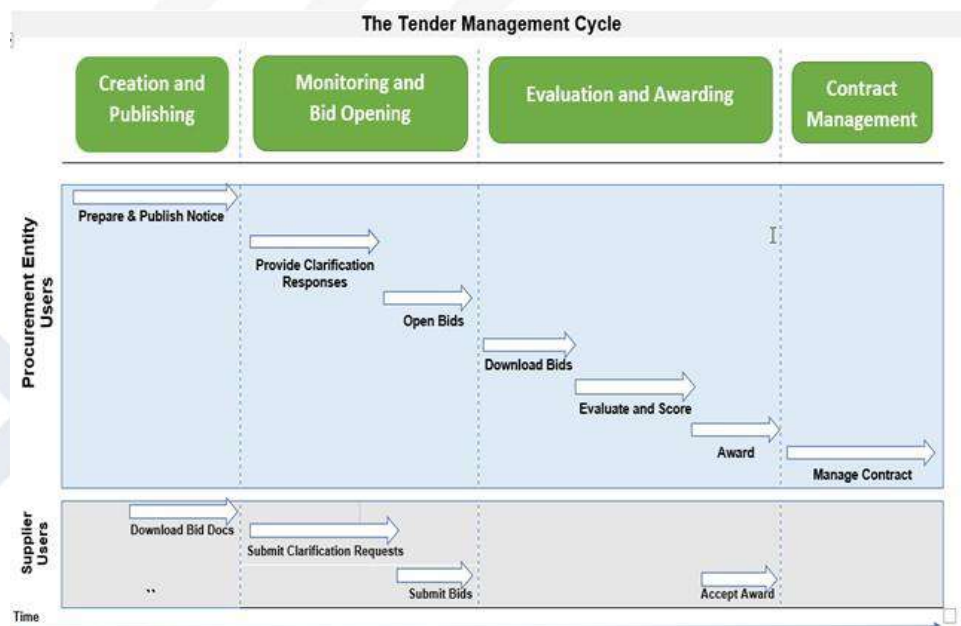 The Tender Management Cycle
Creation and
Publishing
Monitoring and
Bid Opening
Evaluation and Awarding
Contract
Management
Procurement Entity
Users
Prepare & Publish Notice
Provide Clarification
Responses
Open Bids
Download Bids
Evaluate and Score
Award
Manage Contract
Supplier
Users
Download Bid Docs
Submit Clarification Requests
Submit Bids
Accept Award
Time